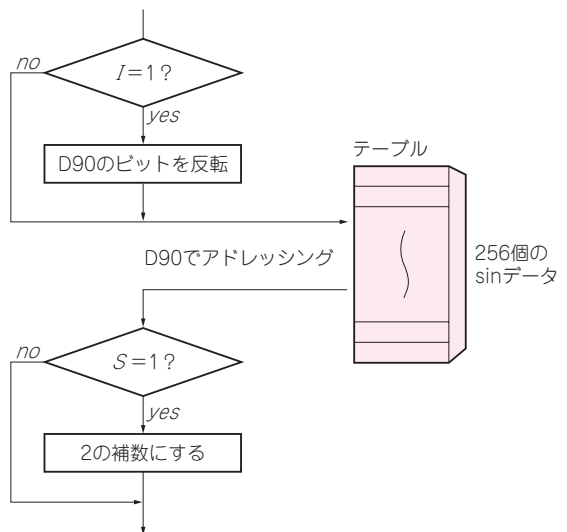 no
I=1?
yes
D90のビットを反転
テーブル
D90でアドレッシング
256個の
sinデータ
no
S=1?
yes
2の補数にする